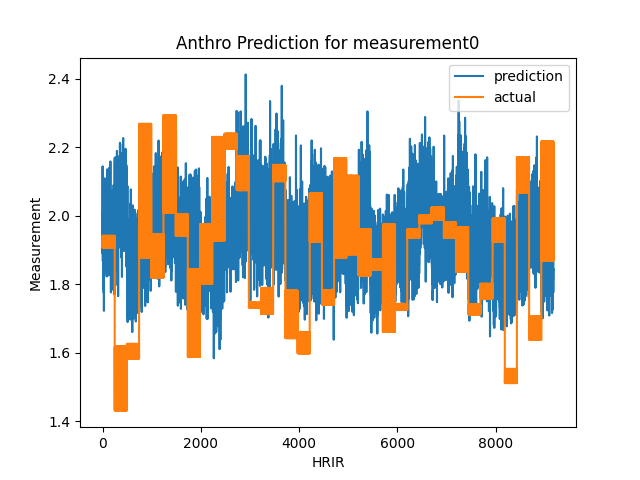 Anthro Prediction for measurement0
prediction
actual
Measurement
2.4
2.2
2.0
1.8
1.6
1.4
0
2000
4000
6000
8000
HRIR